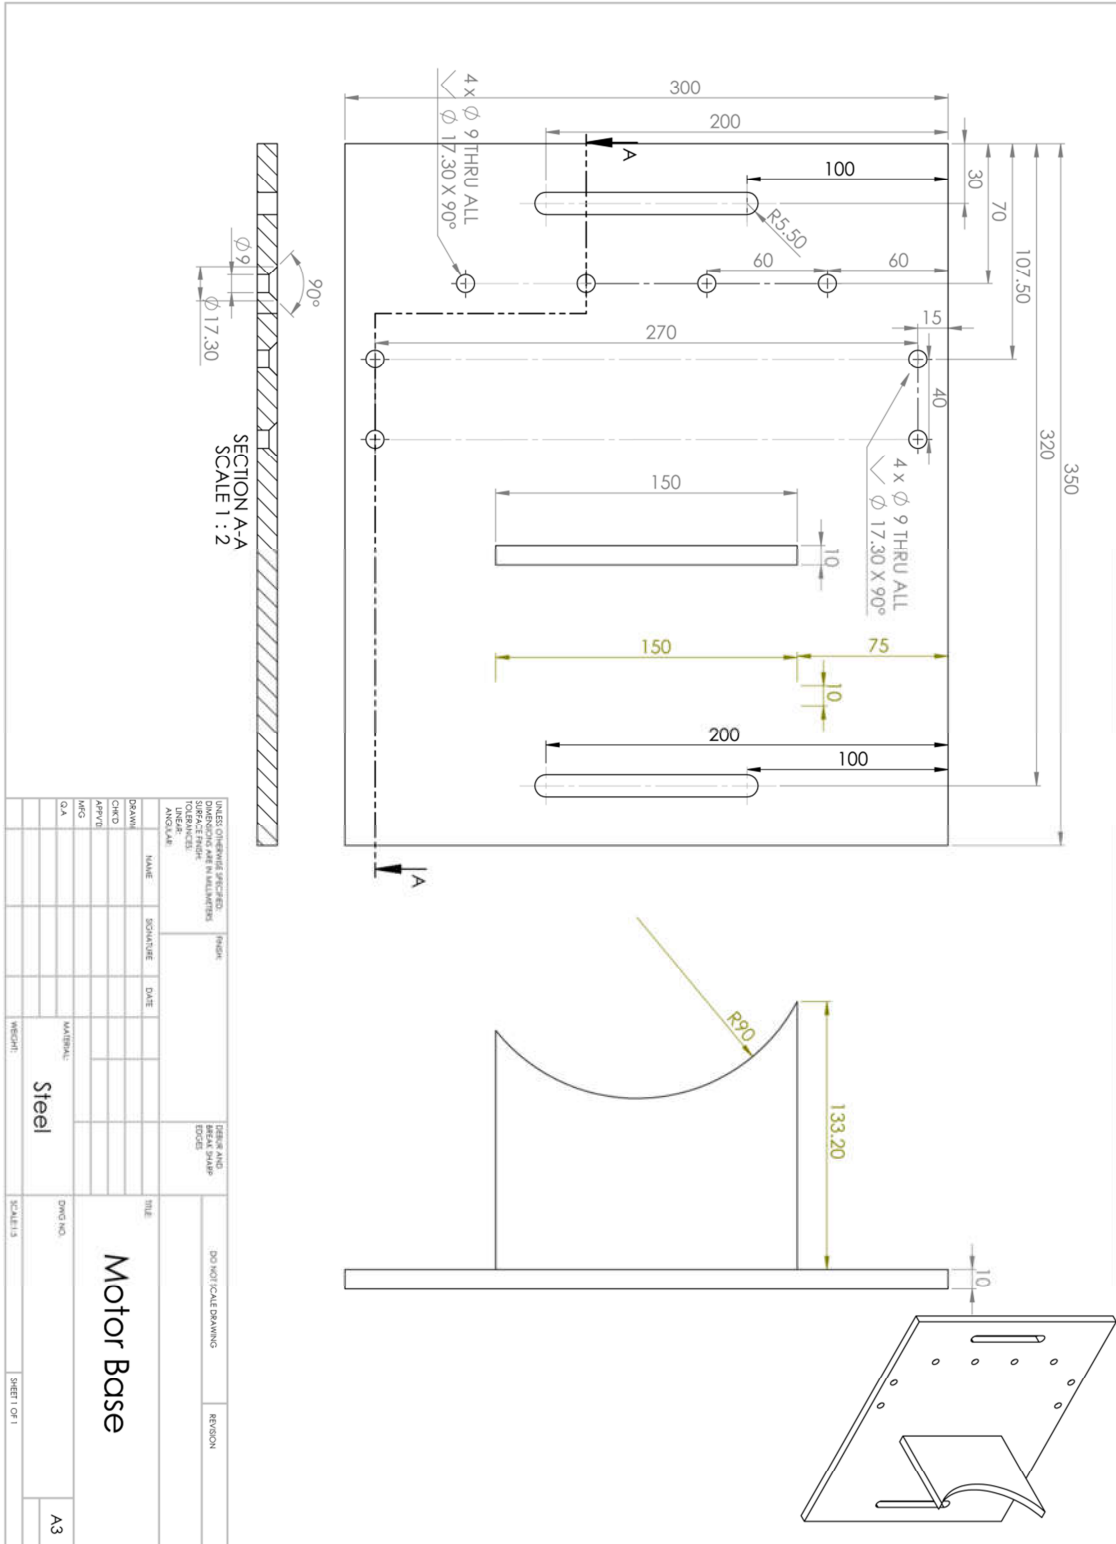 350
320
107.50
70
30
300
200
100
R5.50
60
60
15
270
40
4 x Ø 9 THRU ALL
Ø 17.30 X 90°
4 x Ø 9 THRU ALL
Ø 17.30 X 90°
A
A
150
10
150
75
10
200
100
90°
Ø 9
Ø 17.30
SECTION A-A
SCALE 1 : 2
R90
133.20
10
UNLESS OTHERWISE SPECIFIED:
DIMENSIONS ARE IN MILLIMETERS
SURFACE FINISH:
TOLERANCES:
LINEAR:
ANGULAR:
FINISH:
DEBUR AND
BREAK SHARP
EDGES
DO NOT SCALE DRAWING
REVISION
NAME
SIGNATURE
DATE
DRAWN
CHK'D
APPV'D
MFG
Q.A
MATERIAL:
Steel
WEIGHT:
TITLE:
Motor Base
DWG NO.
A3
SCALE:1:5
SHEET 1 OF 1